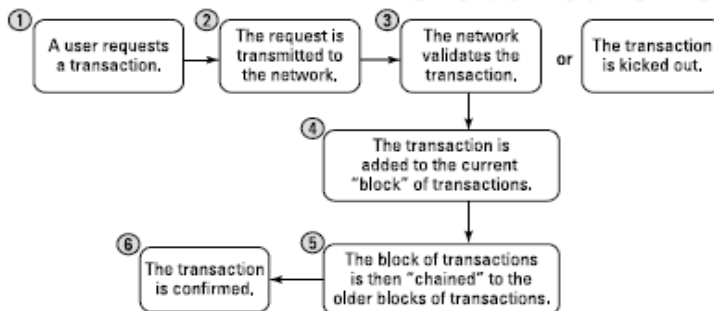 1
A user requests
a transaction.
2
The request is
transmitted to
the network.
3
The network
validates the
transaction.
or
The transaction
is kicked out.
4
The transaction is
added to the current
"block" of transactions.
5
The block of transactions
is then "chained" to the
older blocks of transactions.
6
The transaction
is confirmed.